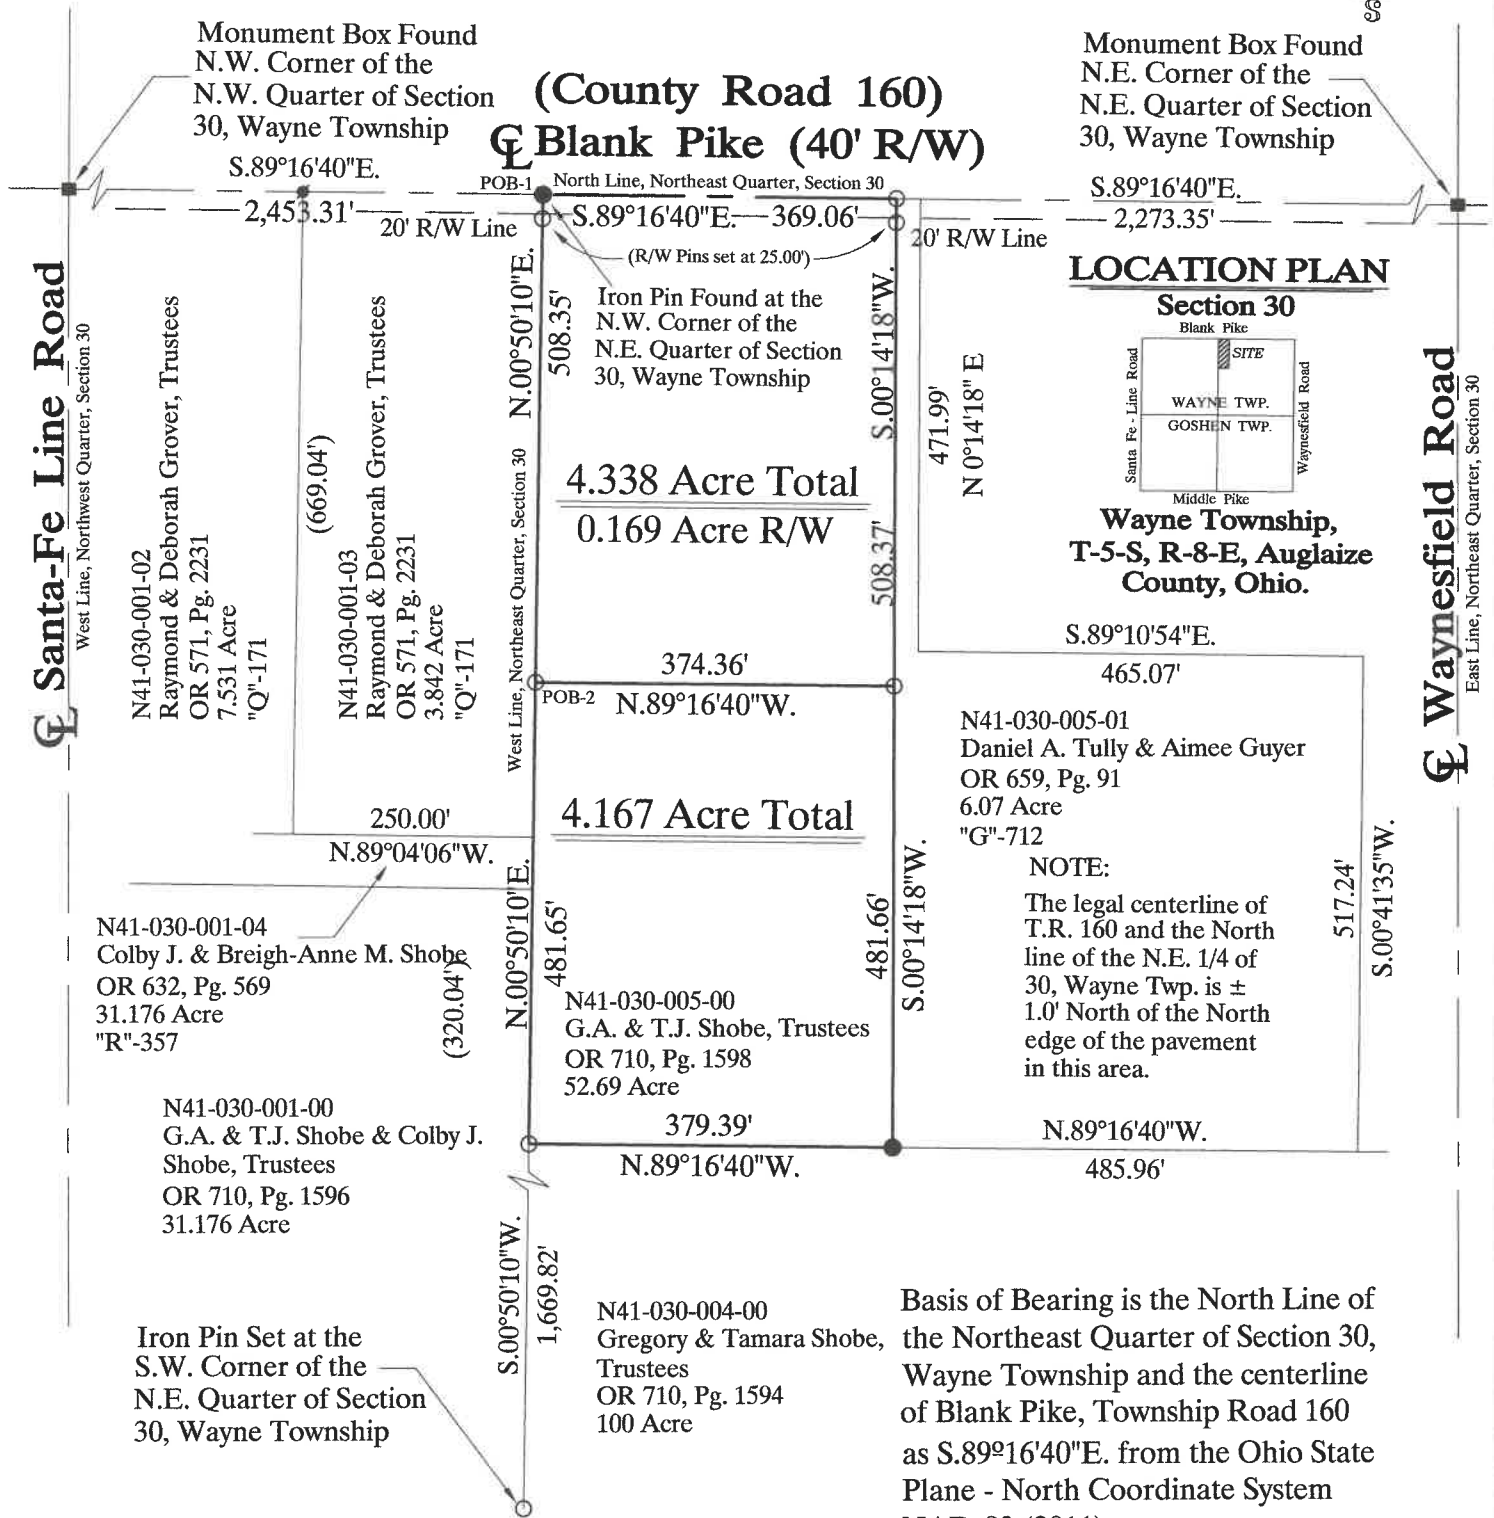 Monument Box Found
N.W. Corner of the
N.W. Quarter of Section
30, Wayne Township
(County Road 160)
℄ Blank Pike (40' R/W)
Monument Box Found
N.E. Corner of the
N.E. Quarter of Section
30, Wayne Township
S.89°16'40"E.
2,453.31'
20' R/W Line
POB-1
North Line, Northeast Quarter, Section 30
S.89°16'40"E. 369.06'
(R/W Pins set at 25.00')
S.89°16'40"E.
2,273.35'
20' R/W Line
Iron Pin Found at the
N.W. Corner of the
N.E. Quarter of Section
30, Wayne Township
LOCATION PLAN
Section 30
Blank Pike
SITE
WAYNE TWP.
GOSHEN TWP.
Santa Fe - Line Road
Waynesfield Road
Middle Pike
Wayne Township,
T-5-S, R-8-E, Auglaize
County, Ohio.
℄ Santa-Fe Line Road
West Line, Northwest Quarter, Section 30
N41-030-001-02
Raymond & Deborah Grover, Trustees
OR 571, Pg. 2231
7.531 Acre
"Q"-171
(669.04')
N41-030-001-03
Raymond & Deborah Grover, Trustees
OR 571, Pg. 2231
3.842 Acre
"Q"-171
West Line, Northeast Quarter, Section 30
N.00°50'10"E.
508.35'
4.338 Acre Total
0.169 Acre R/W
S.00°14'18"W.
508.37'
471.99'
N 0°14'18" E
℄ Waynesfield Road
East Line, Northeast Quarter, Section 30
S.89°10'54"E.
465.07'
374.36'
POB-2
N.89°16'40"W.
N41-030-005-01
Daniel A. Tully & Aimee Guyer
OR 659, Pg. 91
6.07 Acre
"G"-712
4.167 Acre Total
250.00'
N.89°04'06"W.
N41-030-001-04
Colby J. & Breigh-Anne M. Shobe
OR 632, Pg. 569
31.176 Acre
"R"-357
(320.04')
N.00°50'10"E.
481.65'
481.66'
S.00°14'18"W.
NOTE:
The legal centerline of
T.R. 160 and the North
line of the N.E. 1/4 of
30, Wayne Twp. is ±
1.0' North of the North
edge of the pavement
in this area.
517.24'
S.00°41'35"W.
N41-030-005-00
G.A. & T.J. Shobe, Trustees
OR 710, Pg. 1598
52.69 Acre
N41-030-001-00
G.A. & T.J. Shobe & Colby J.
Shobe, Trustees
OR 710, Pg. 1596
31.176 Acre
379.39'
N.89°16'40"W.
N.89°16'40"W.
485.96'
S.00°50'10"W.
1,669.82'
Iron Pin Set at the
S.W. Corner of the
N.E. Quarter of Section
30, Wayne Township
N41-030-004-00
Gregory & Tamara Shobe,
Trustees
OR 710, Pg. 1594
100 Acre
Basis of Bearing is the North Line of
the Northeast Quarter of Section 30,
Wayne Township and the centerline
of Blank Pike, Township Road 160
as S.89º16'40"E. from the Ohio State
Plane - North Coordinate System